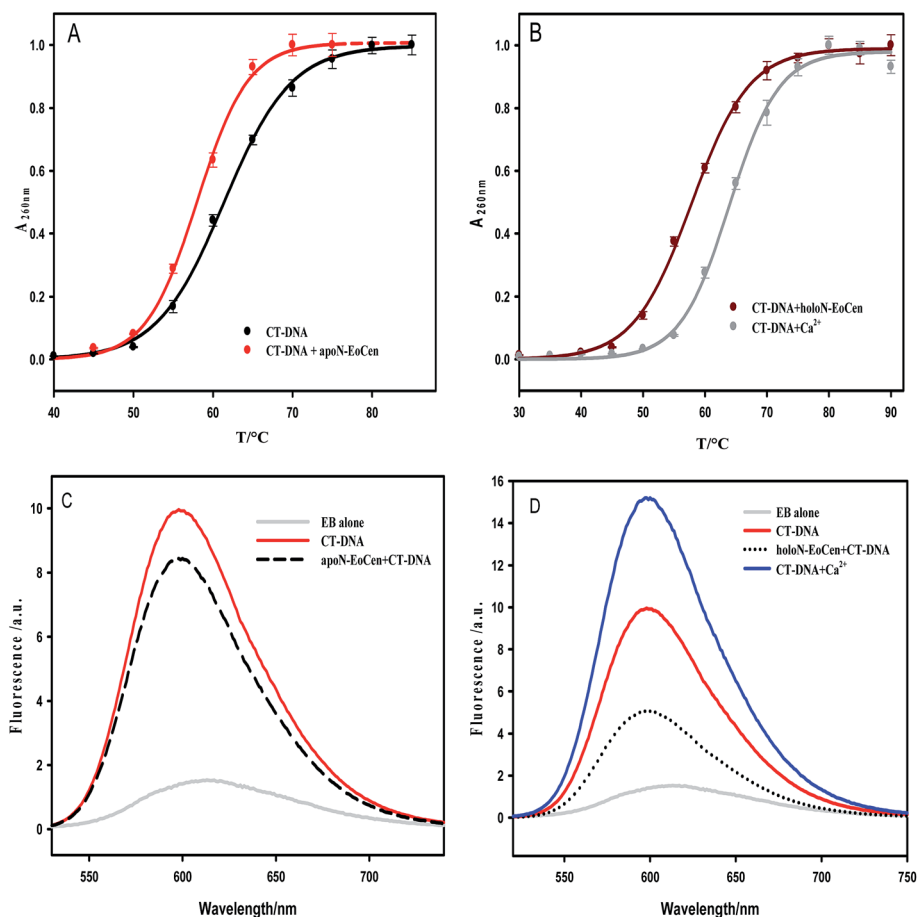 A
A260nm
1.0
0.8
0.6
0.4
0.2
0.0
CT-DNA
CT-DNA + apoN-EoCen
40 50 60 70 80
T/°C
B
A260nm
1.0
0.8
0.6
0.4
0.2
0.0
CT-DNA+holoN-EoCen
CT-DNA+Ca2+
30 40 50 60 70 80 90
T/°C
C
Fluorescence /a.u.
10
8
6
4
2
0
EB alone
CT-DNA
apoN-EoCen+CT-DNA
550 600 650 700
Wavelength/nm
D
Fluorescence /a.u.
16
14
12
10
8
6
4
2
0
EB alone
CT-DNA
holoN-EoCen+CT-DNA
CT-DNA+Ca2+
550 600 650 700 750
Wavelength/nm